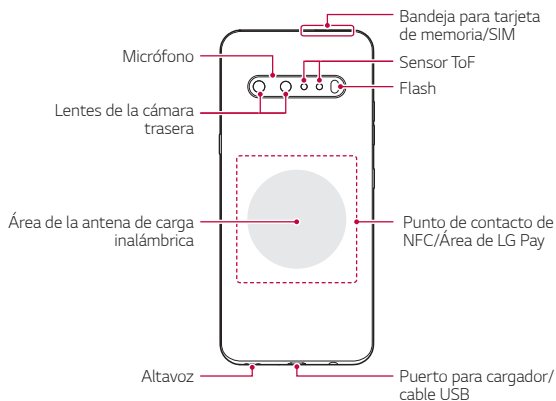 Bandeja para tarjeta
de memoria/SIM
Micrófono
Sensor ToF
Flash
Lentes de la cámara
trasera
Área de la antena de carga
inalámbrica
Punto de contacto de
NFC/Área de LG Pay
Altavoz
Puerto para cargador/
cable USB